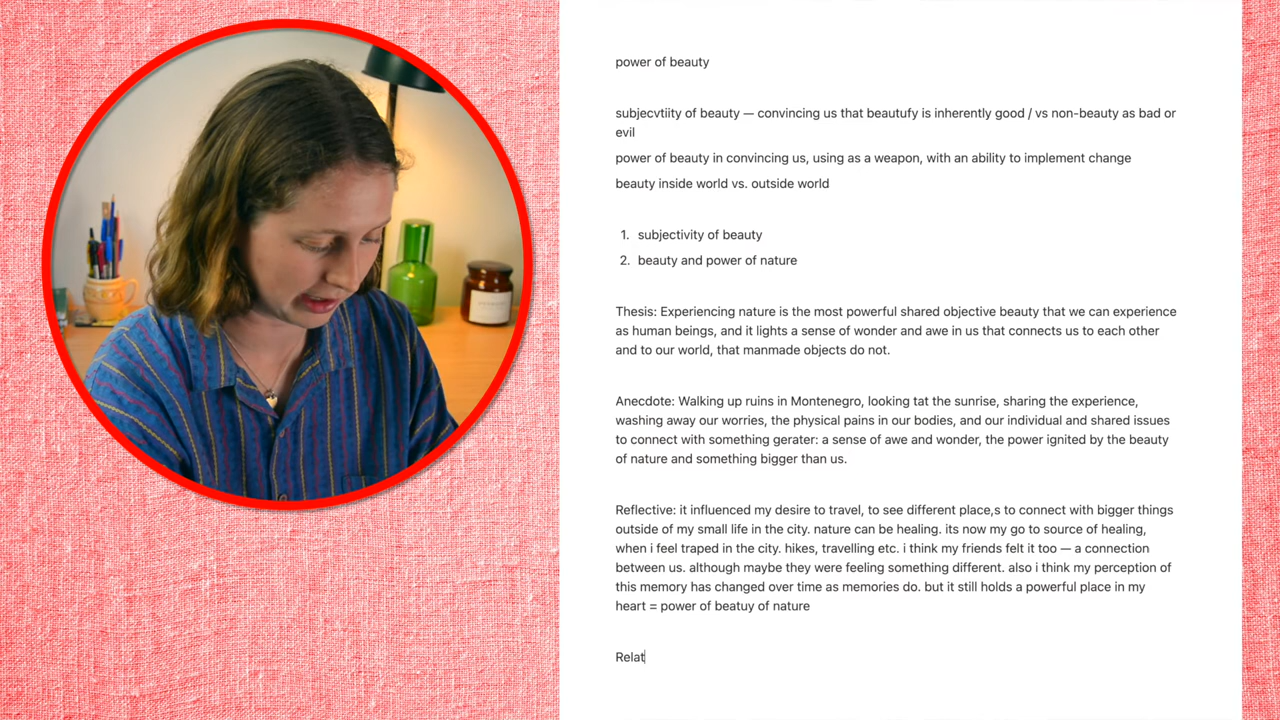 power of beauty
subjecvtiity of beauty — convincing us that beautufy is inherently good / vs non-beauty as bad or
evil
power of beauty in convincing us, using as a weapon, with an ability to implement change
beauty inside world vs. outside world
1. subjectivity of beauty
2. beauty and power of nature
Thesis: Experiencing nature is the most powerful shared objective beauty that we can experience
as human beings, and it lights a sense of wonder and awe in us that connects us to each other
and to our world, that manmade objects do not.
Anecdote: Walking up ruins in Montenegro, looking tat the sunrise, sharing the experience,
washing away our worries, the physical pains in our bodies, and our individual and shared issues
to connect with something gerater: a sense of awe and wonder, the power ignited by the beauty
of nature and something bigger than us.
Reflective: it influenced my desire to travel, to see different place,s to connect with bigger things
outside of my small life in the city. nature can be healing. its now my go to source of healing,
when i feel traped in the city. hikes, travelling etc. i think my friends felt it too — a connection
between us. although maybe they were feeling something different. also i think my perception of
this memory has changed over time as memories do. but it still holds a powerful place in my
heart = power of beatuy of nature
Relat